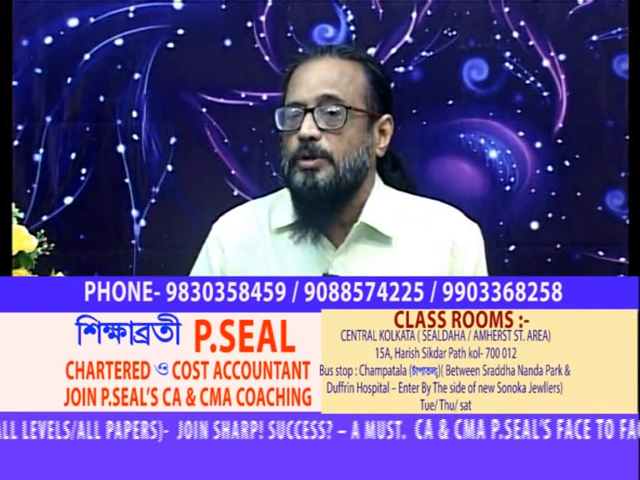 PHONE- 9830358459 / 9088574225 / 9903368258
শিক্ষাব্রতী P.SEAL
CHARTERED ও COST ACCOUNTANT
JOIN P.SEAL'S CA & CMA COACHING
CLASS ROOMS :-
CENTRAL KOLKATA ( SEALDAHA / AMHERST ST. AREA)
15A, Harish Sikdar Path kol- 700 012
Bus stop : Champatala (চাঁপাতলা)( Between Sraddha Nanda Park &
Duffrin Hospital – Enter By The side of new Sonoka Jewllers)
Tue/ Thu/ sat
ALL LEVELS/ALL PAPERS)- JOIN SHARP! SUCCESS? – A MUST. CA & CMA P.SEAL'S FACE TO FA